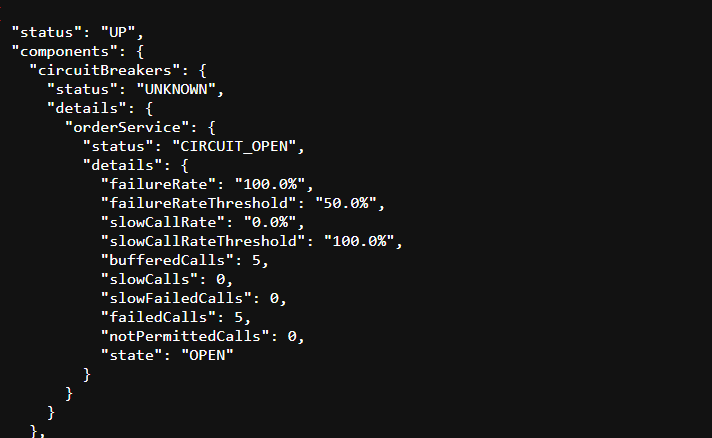 "status": "UP",
"components": {
"circuitBreakers": {
"status": "UNKNOWN",
"details": {
"orderService": {
"status": "CIRCUIT_OPEN",
"details": {
"failureRate": "100.0%",
"failureRateThreshold": "50.0%",
"slowCallRate": "0.0%",
"slowCallRateThreshold": "100.0%",
"bufferedCalls": 5,
"slowCalls": 0,
"slowFailedCalls": 0,
"failedCalls": 5,
"notPermittedCalls": 0,
"state": "OPEN"
}
}
}
},